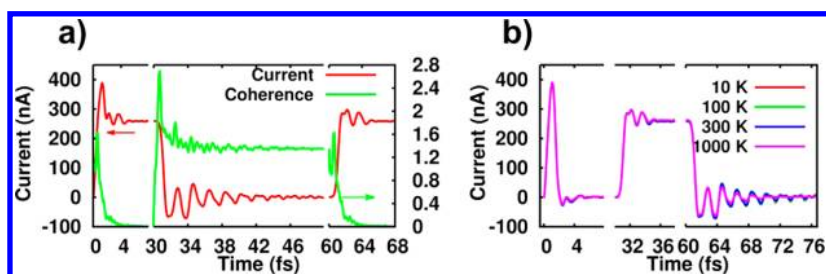 a)
Current (nA)
400
300
200
100
0
-100
Current
Coherence
2.8
2.4
2
1.8
1.2
0.6
0.4
0
0 4 30 34 38 42 46 49 60 64 68
Time (fs)
b)
Current (nA)
400
300
200
100
0
-100
10 K
100 K
300 K
1000 K
0 4 8 32 36 60 64 68 72 76
Time (fs)